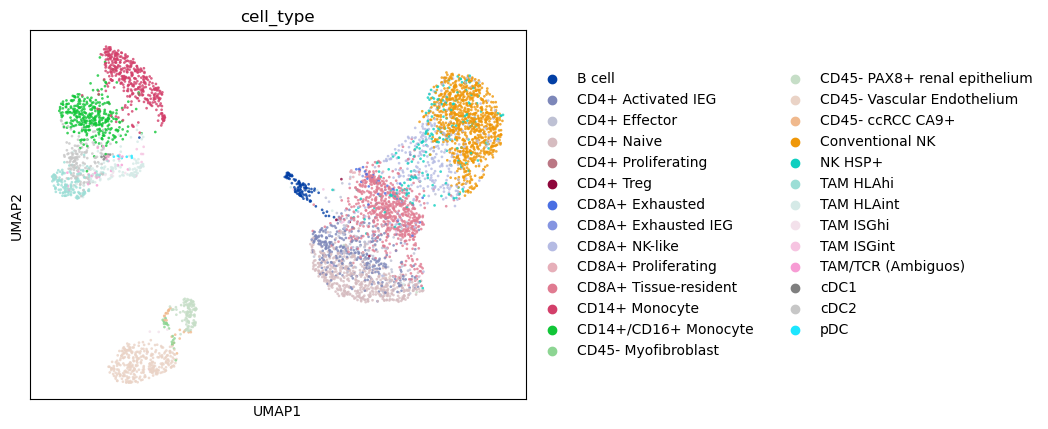 cell_type
UMAP2
UMAP1
B cell
CD4+ Activated IEG
CD4+ Effector
CD4+ Naive
CD4+ Proliferating
CD4+ Treg
CD8A+ Exhausted
CD8A+ Exhausted IEG
CD8A+ NK-like
CD8A+ Proliferating
CD8A+ Tissue-resident
CD14+ Monocyte
CD14+/CD16+ Monocyte
CD45- Myofibroblast
CD45- PAX8+ renal epithelium
CD45- Vascular Endothelium
CD45- ccRCC CA9+
Conventional NK
NK HSP+
TAM HLAhi
TAM HLAint
TAM ISGhi
TAM ISGint
TAM/TCR (Ambiguos)
cDC1
cDC2
pDC